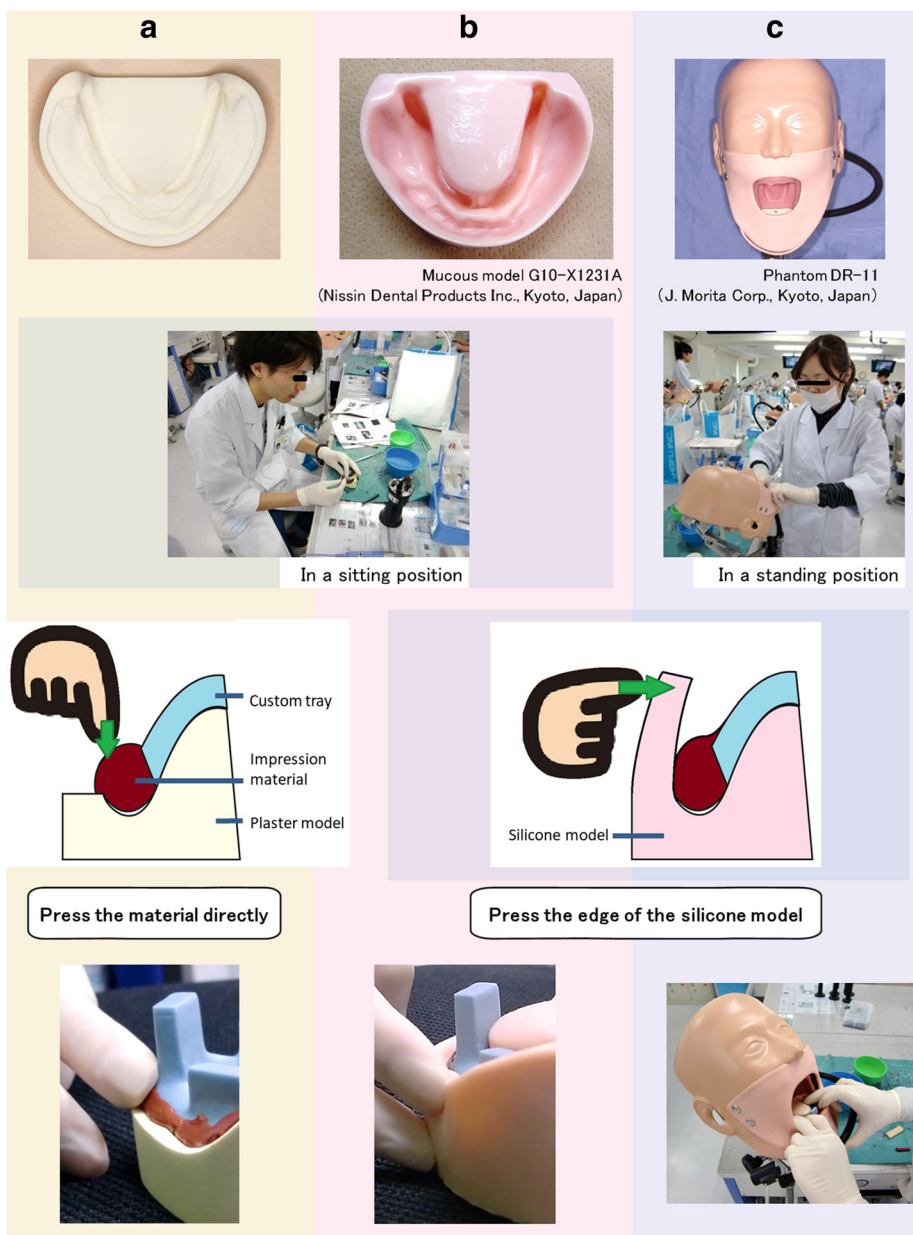 a
b
c
Mucous model G10-X1231A
(Nissin Dental Products Inc., Kyoto, Japan)
Phantom DR-11
(J. Morita Corp., Kyoto, Japan)
In a sitting position
In a standing position
Custom tray
Impression
material
Plaster model
Silicone model
Press the material directly
Press the edge of the silicone model